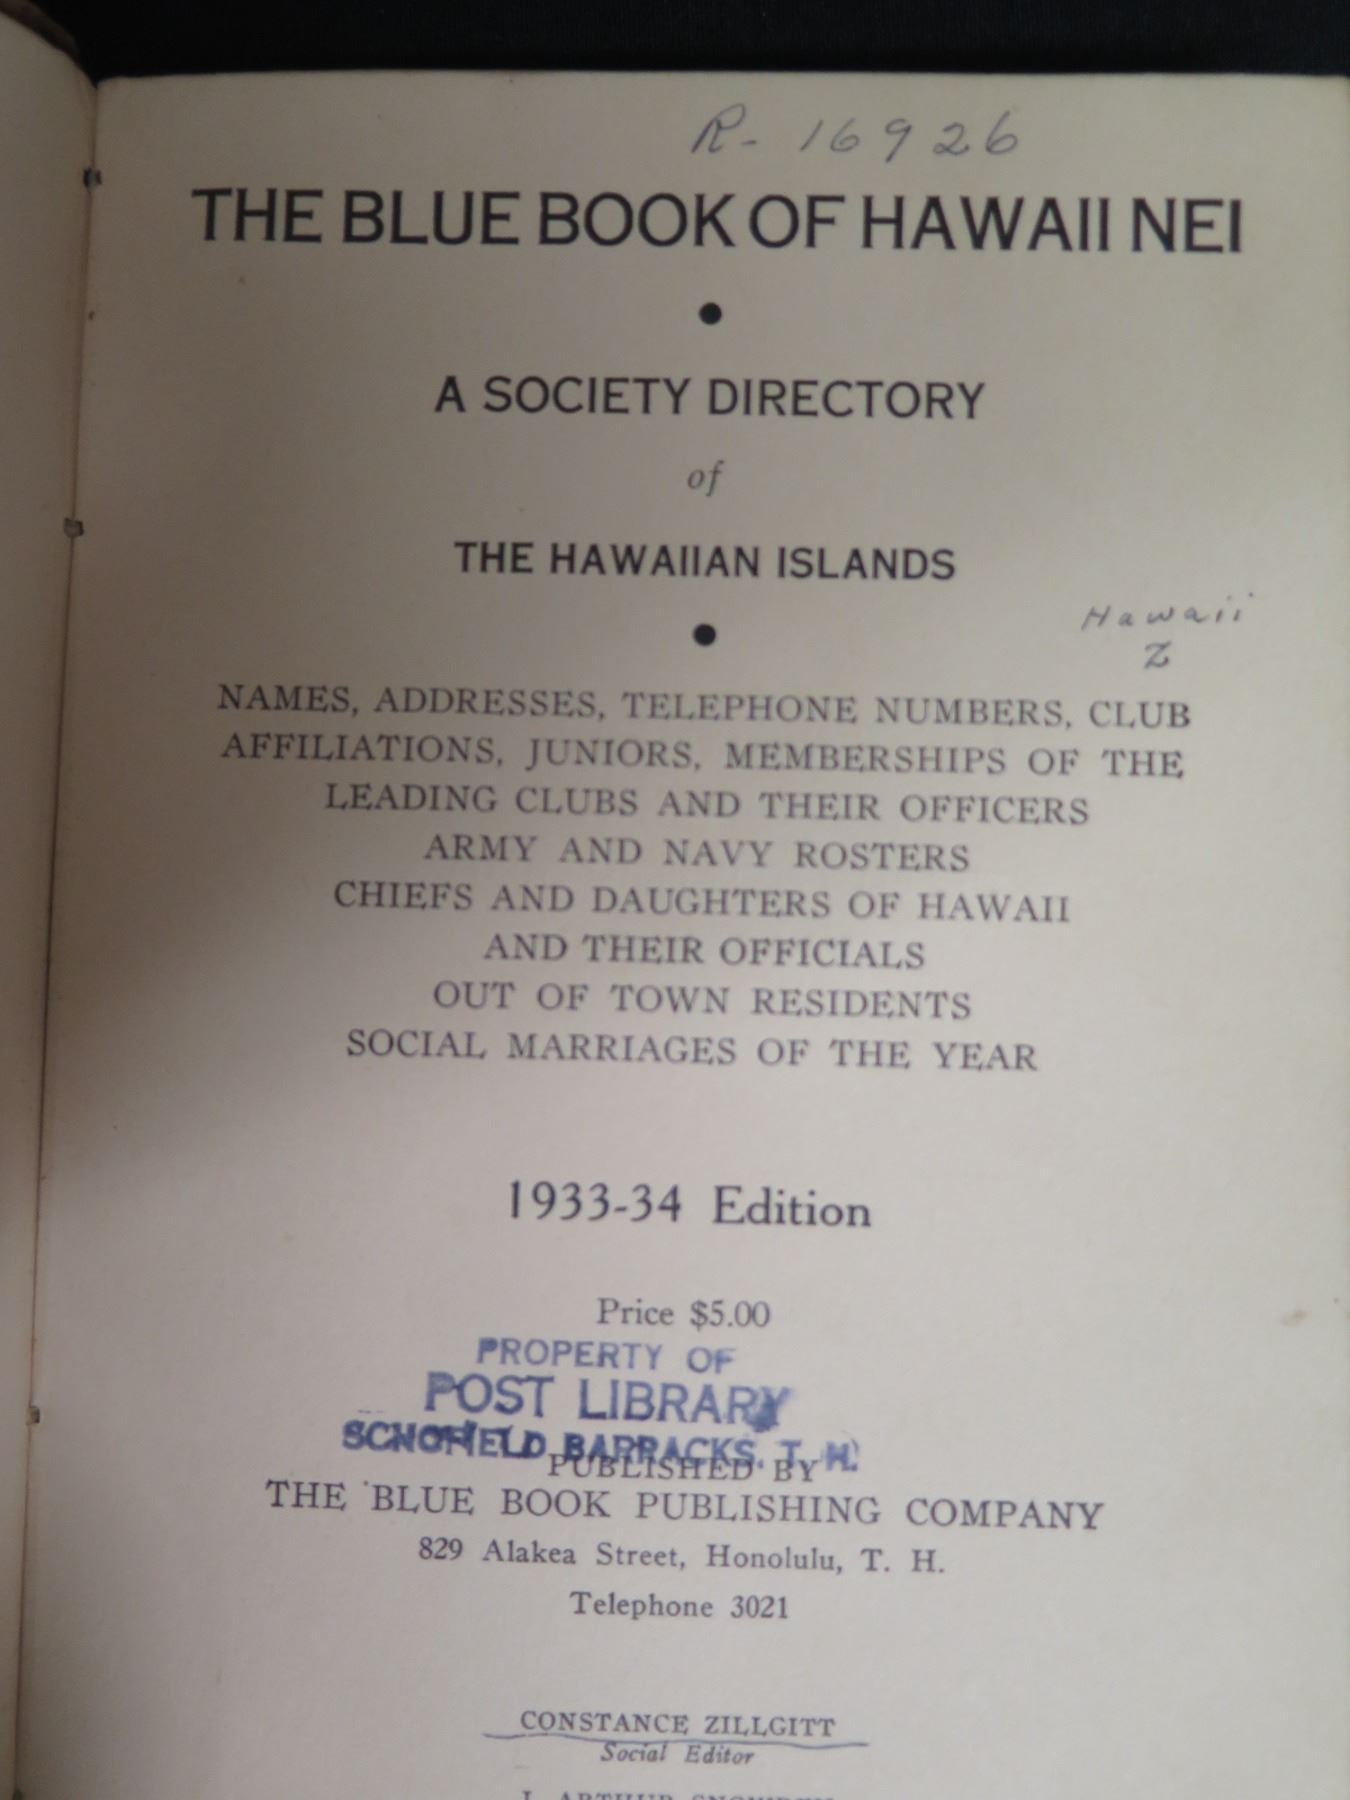 R- 16926
THE BLUE BOOK OF HAWAII NEI
A SOCIETY DIRECTORY
of
THE HAWAIIAN ISLANDS
Hawaii
Z
NAMES, ADDRESSES, TELEPHONE NUMBERS, CLUB
AFFILIATIONS, JUNIORS, MEMBERSHIPS OF THE
LEADING CLUBS AND THEIR OFFICERS
ARMY AND NAVY ROSTERS
CHIEFS AND DAUGHTERS OF HAWAII
AND THEIR OFFICIALS
OUT OF TOWN RESIDENTS
SOCIAL MARRIAGES OF THE YEAR
1933-34 Edition
Price $5.00
PROPERTY OF
POST LIBRARY
SCHOFIELD BARRACKS. T. H.
PUBLISHED BY
THE BLUE BOOK PUBLISHING COMPANY
829 Alakea Street, Honolulu, T. H.
Telephone 3021
CONSTANCE ZILLGITT
Social Editor
ARTHUR